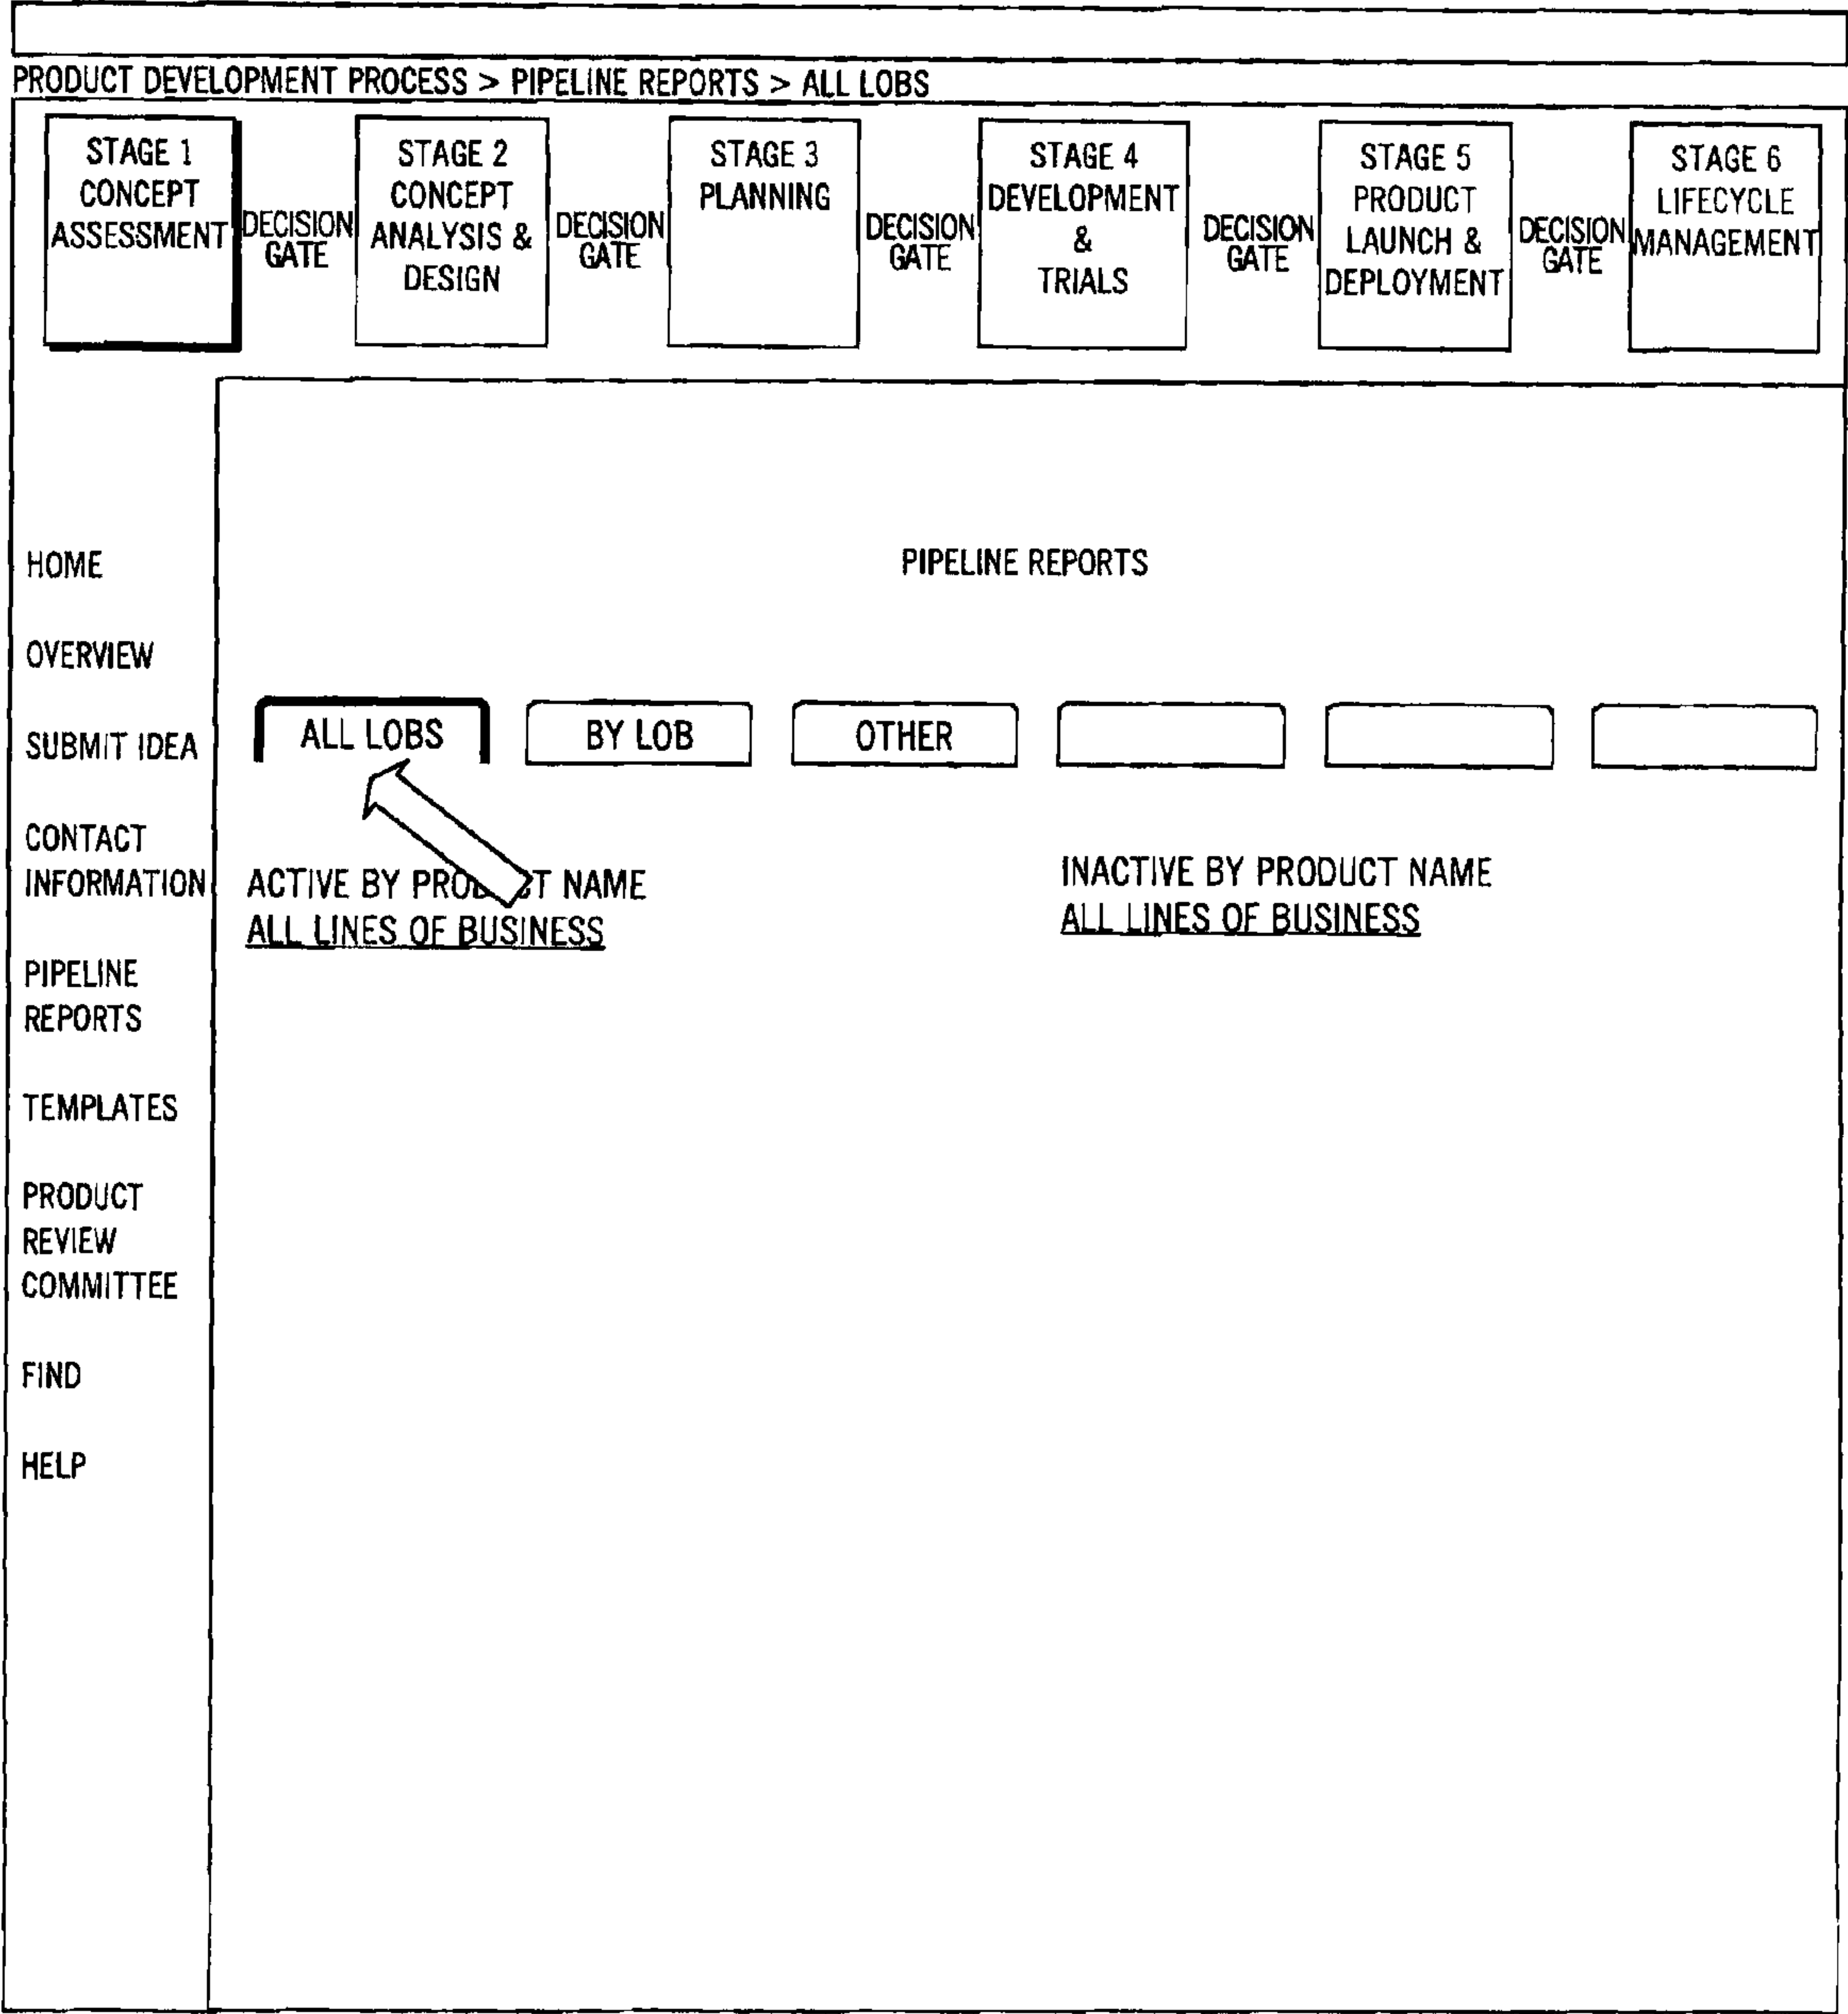 PRODUCT DEVELOPMENT PROCESS > PIPELINE REPORTS > ALL LOBS
STAGE 1
CONCEPT
ASSESSMENT
DECISION
GATE
STAGE 2
CONCEPT
ANALYSIS &
DESIGN
DECISION
GATE
STAGE 3
PLANNING
DECISION
GATE
STAGE 4
DEVELOPMENT
&
TRIALS
DECISION
GATE
STAGE 5
PRODUCT
LAUNCH &
DEPLOYMENT
DECISION
GATE
STAGE 6
LIFECYCLE
MANAGEMENT
HOME
OVERVIEW
SUBMIT IDEA
CONTACT
INFORMATION
PIPELINE
REPORTS
TEMPLATES
PRODUCT
REVIEW
COMMITTEE
FIND
HELP
PIPELINE REPORTS
ALL LOBS
BY LOB
OTHER
ACTIVE BY PRODUCT NAME
ALL LINES OF BUSINESS
INACTIVE BY PRODUCT NAME
ALL LINES OF BUSINESS